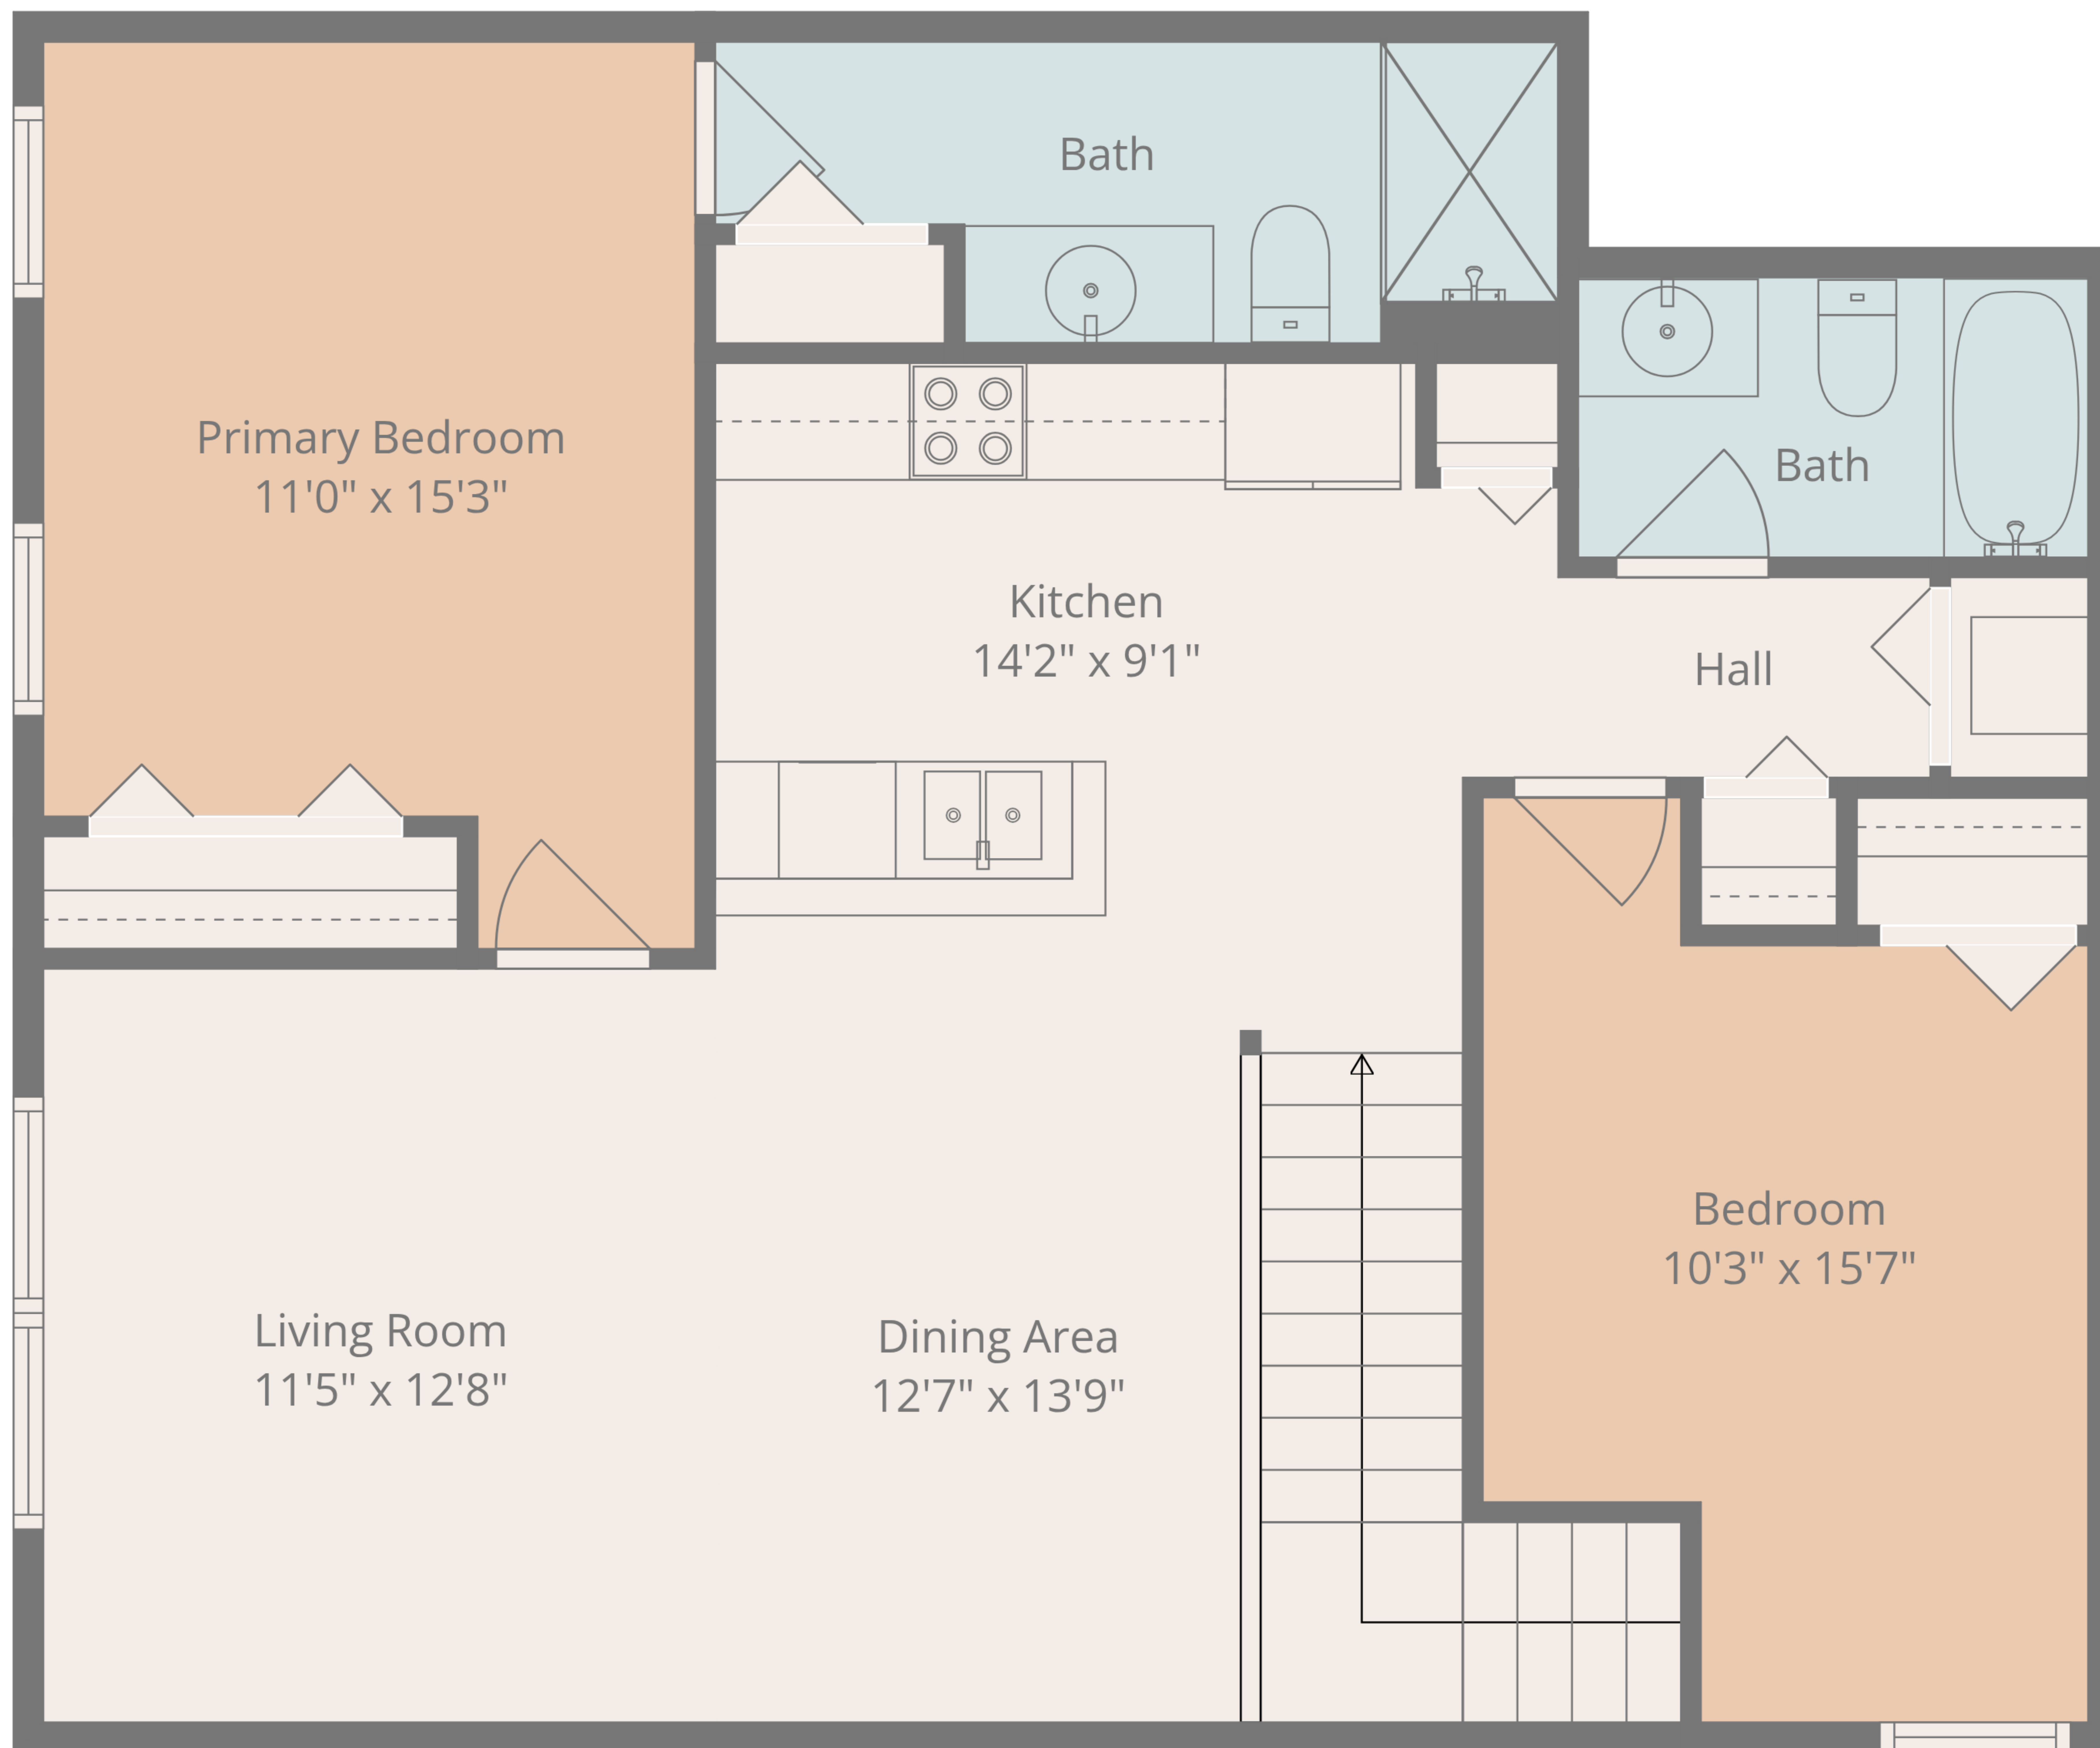 Bath
Primary Bedroom
11'0" x 15'3"
Bath
Kitchen
14'2" x 9'1"
Hall
Bedroom
10'3" x 15'7"
Living Room
11'5" x 12'8"
Dining Area
12'7" x 13'9"